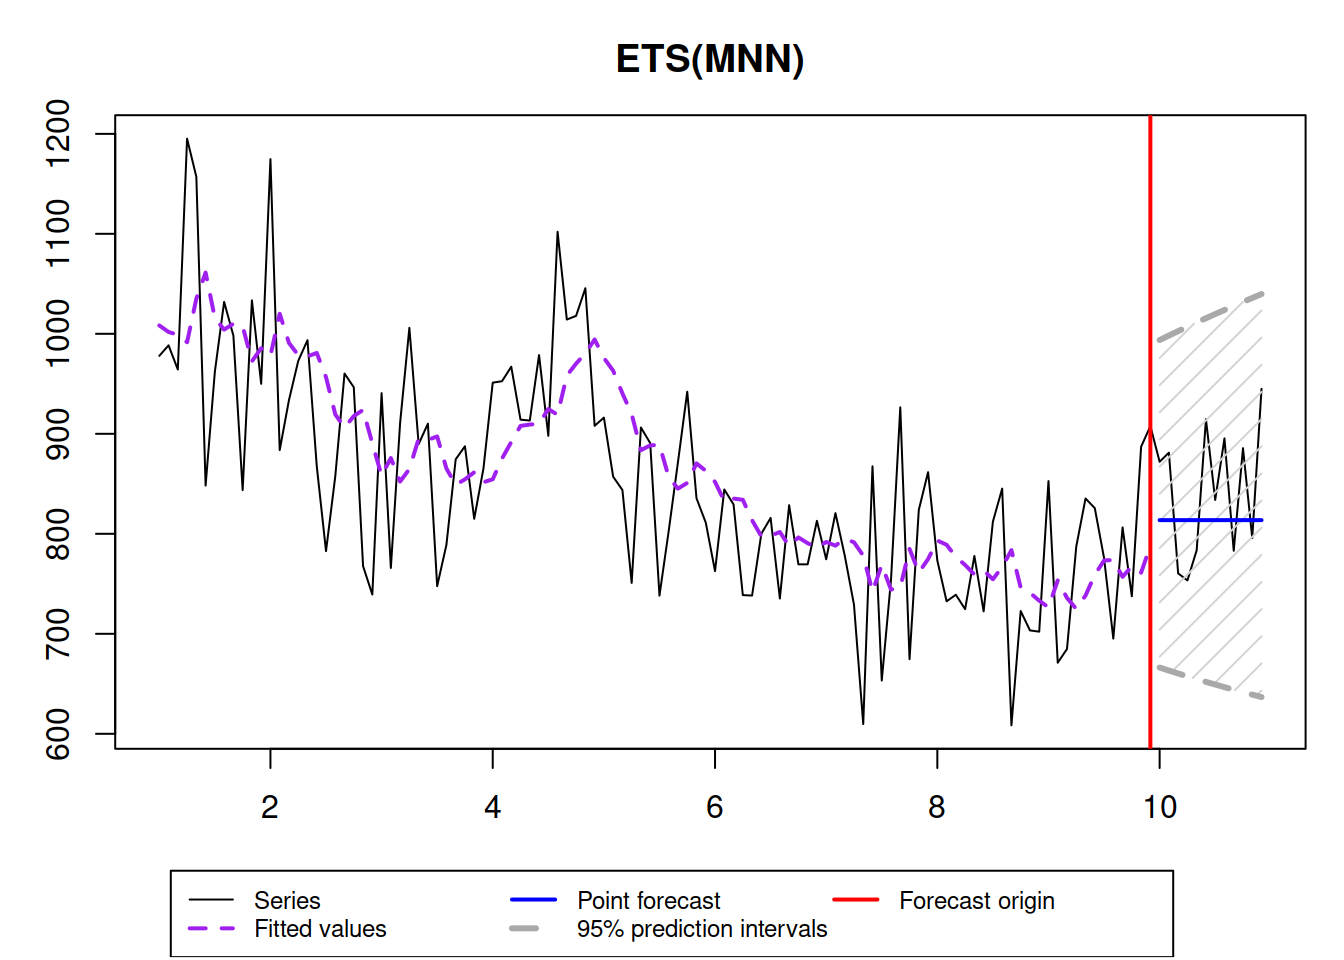 ETS(MNN)
1200
1100
1000
900
800
700
600
2 4 6 8 10
Series Point forecast Forecast origin
Fitted values 95% prediction intervals